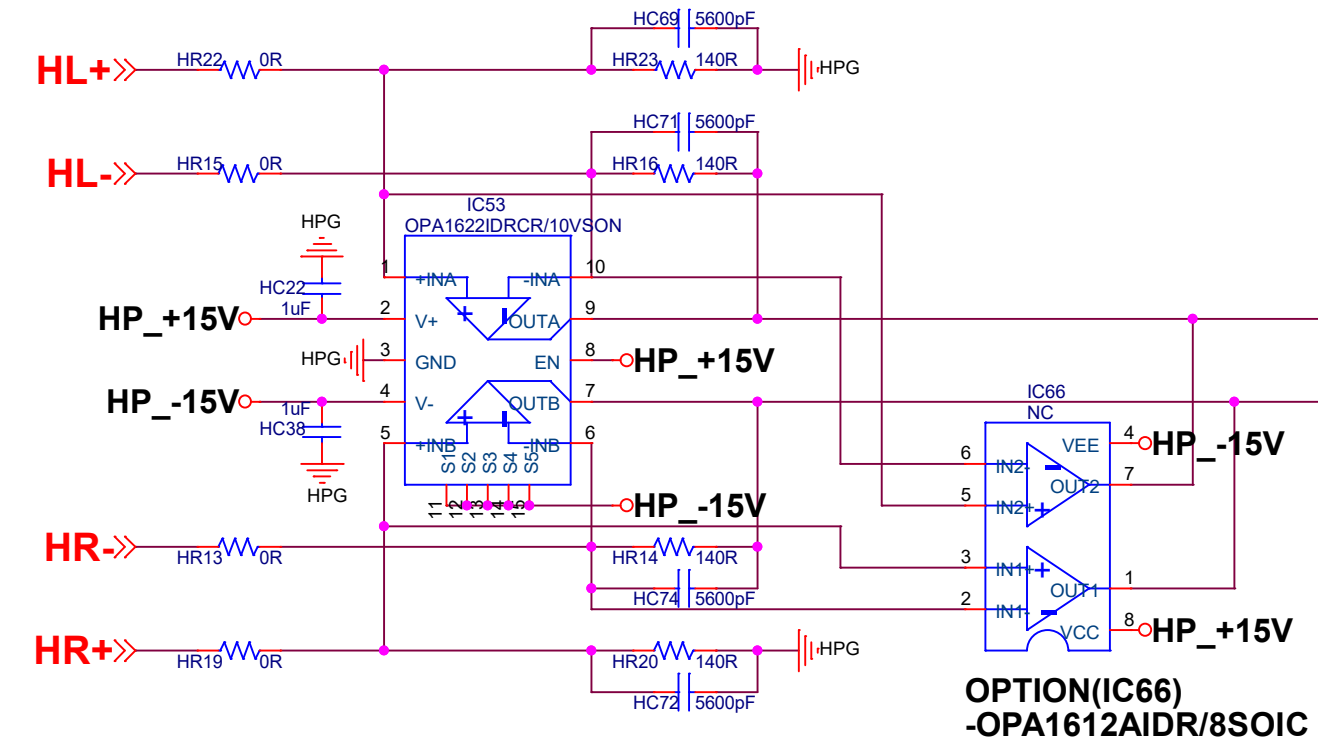 HC69 5600pF
HL+ HR22 0R HR23 140R HPG
HC71 5600pF
HL- HR15 0R HR16 140R
IC53
OPA1622IDRCR/10VSON
HPG
1 +INA -INA 10
HC22
1uF
HP_+15V 2 V+ OUTA 9
HPG 3 GND EN 8 HP_+15V
HP_-15V 4 V- OUTB 7
1uF
HC38
5 +INB -INB 6
S1 S2 S3 S4 S5
HPG
11 12 13 14 15 HP_-15V
IC66
NC
VEE 4 HP_-15V
6 IN2- OUT2 7
5 IN2+
3 IN1+ OUT1 1
2 IN1-
VCC 8 HP_+15V
HR- HR13 0R HR14 140R
HC74 5600pF
HR+ HR19 0R HR20 140R HPG
HC72 5600pF
OPTION(IC66)
-OPA1612AIDR/8SOIC